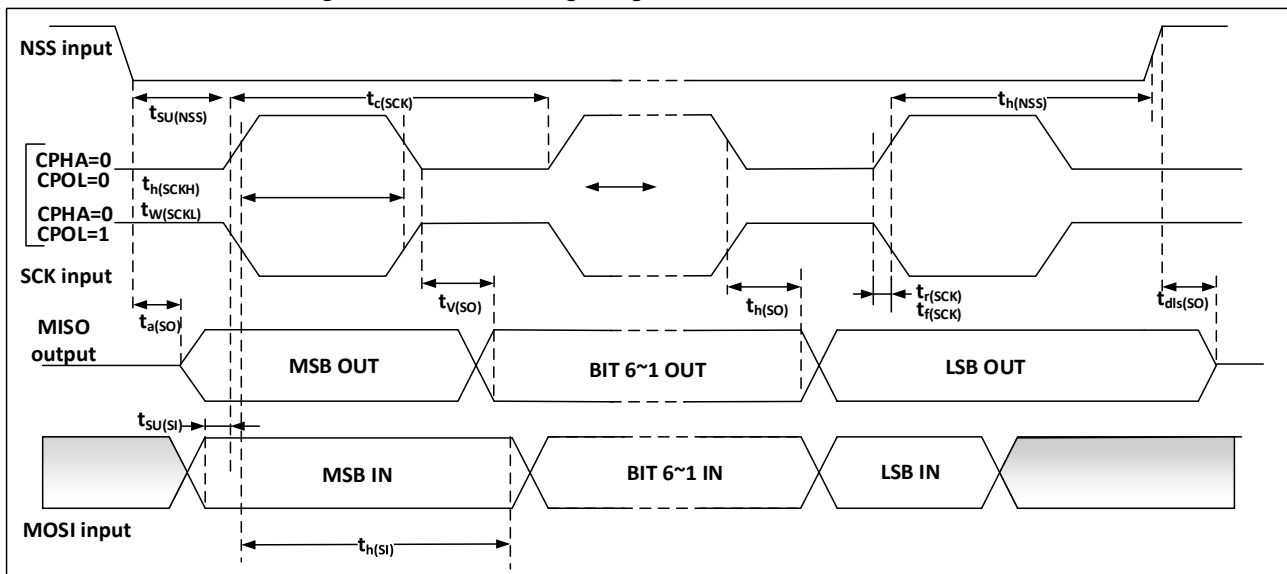 NSS input
tSU(NSS)
tc(SCK)
th(NSS)
CPHA=0
CPOL=0
th(SCKH)
CPHA=0
tW(SCKL)
CPOL=1
SCK input
ta(SO)
tV(SO)
th(SO)
tr(SCK)
tf(SCK)
tdls(SO)
MISO
output
MSB OUT
BIT 6~1 OUT
LSB OUT
tSU(SI)
MSB IN
BIT 6~1 IN
LSB IN
MOSI input
th(SI)